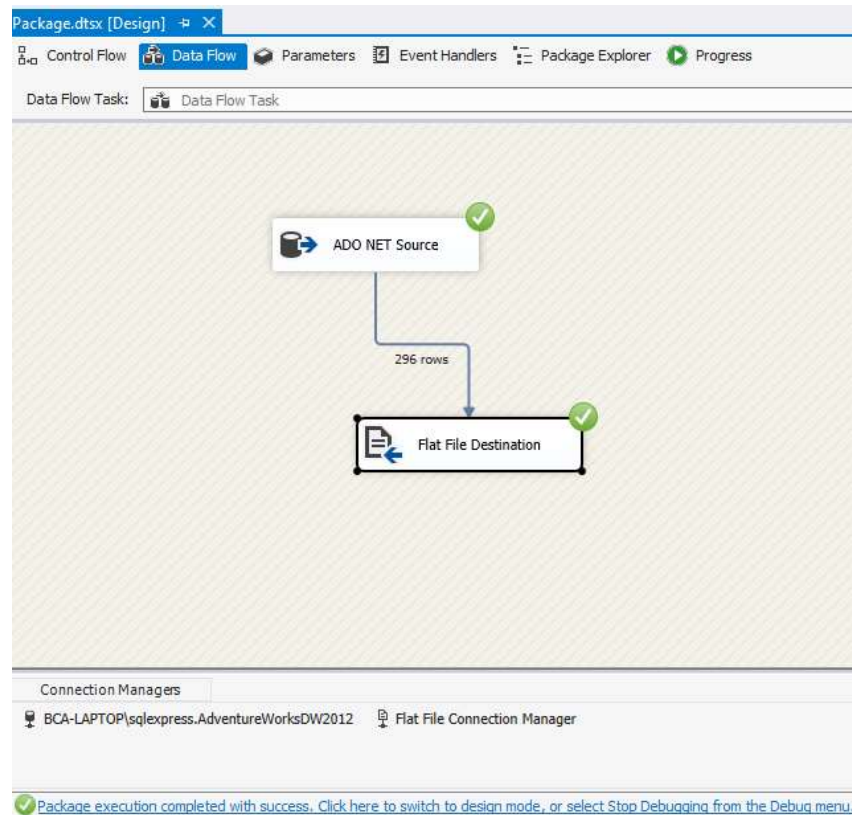 Package.dtsx [Design]
Control Flow Data Flow Parameters Event Handlers Package Explorer Progress
Data Flow Task: Data Flow Task
ADO NET Source
296 rows
Flat File Destination
Connection Managers
BCA-LAPTOP\sqlexpress.AdventureWorksDW2012 Flat File Connection Manager
Package execution completed with success. Click here to switch to design mode, or select Stop Debugging from the Debug menu.